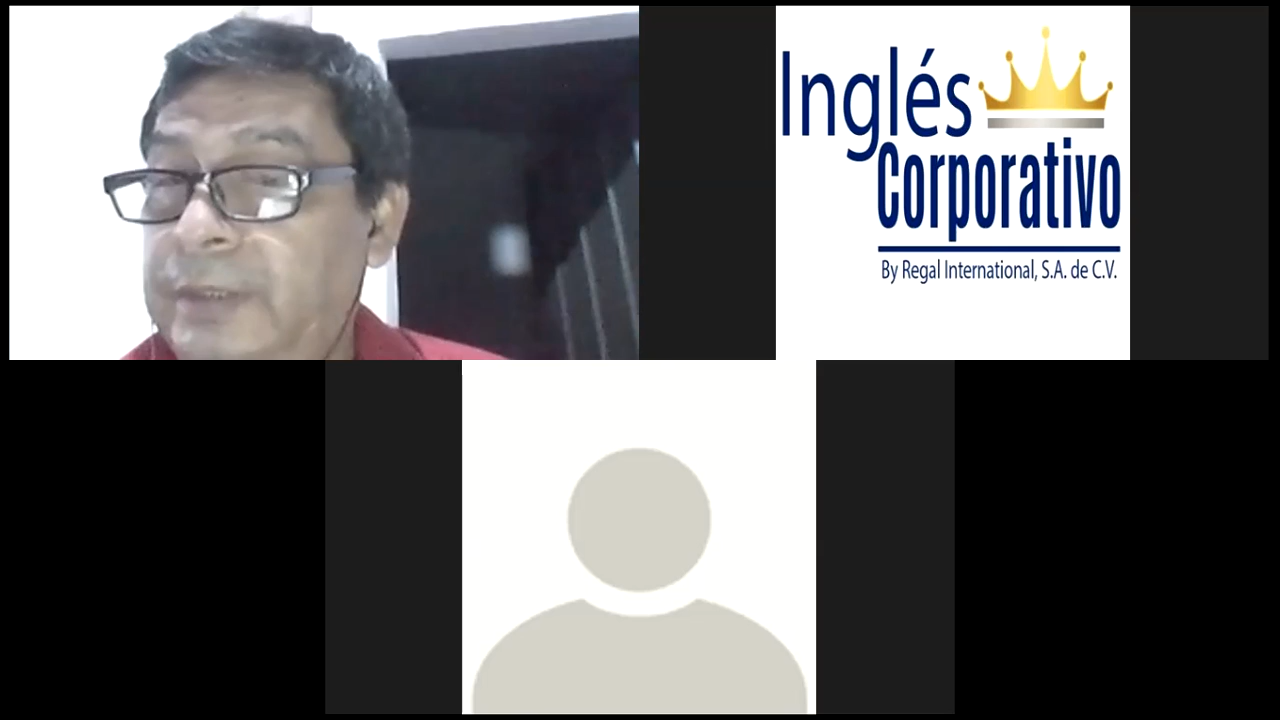 Inglés
Corporativo
By Regal International, S.A. de C.V.